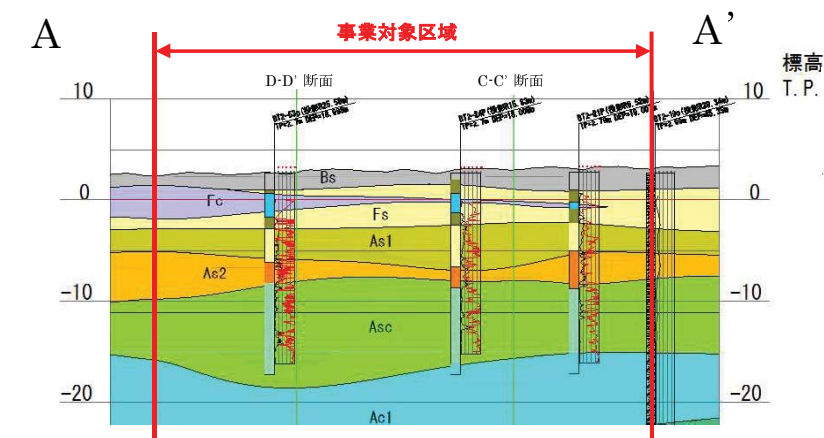 A
事業対象区域
A’
標高
T.P.
D-D’ 断面
C-C’ 断面
10
10
Bs
0
Fc
Fs
0
As1
As2
-10
-10
Asc
-20
-20
Ac1